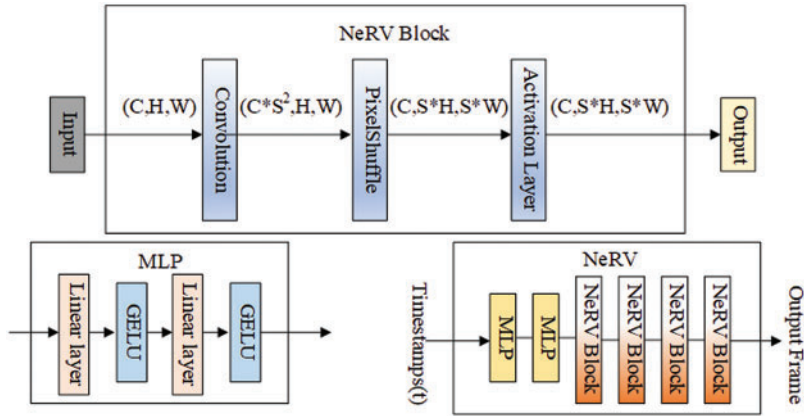 NeRV Block
Input
(C,H,W)
Convolution
(C*S²,H,W)
PixelShuffle
(C,S*H,S*W)
Activation Layer
(C,S*H,S*W)
Output
MLP
Linear layer
GELU
Linear layer
GELU
NeRV
Timestamps(t)
MLP
MLP
NeRV Block
NeRV Block
NeRV Block
NeRV Block
Output Frame